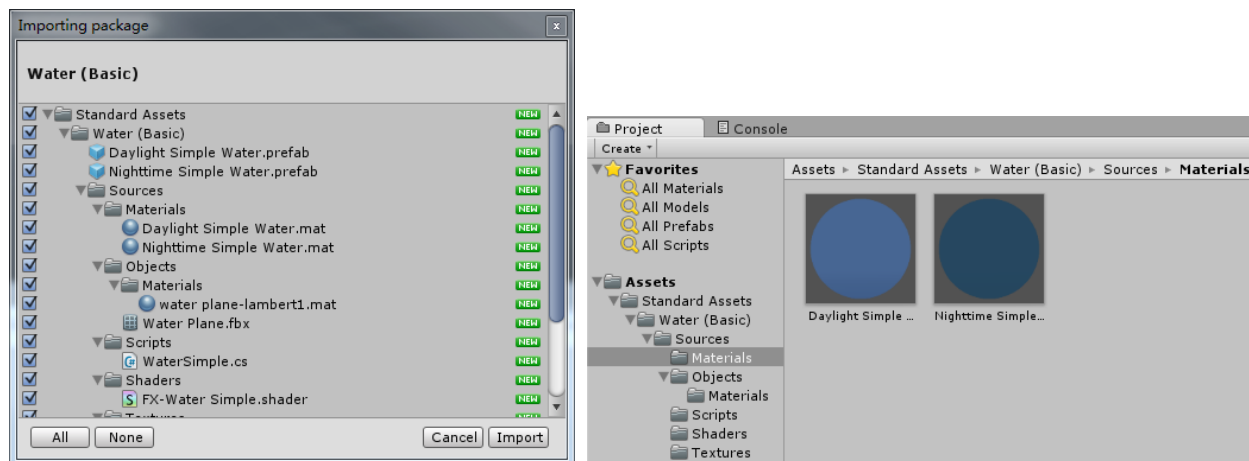 Importing package
Water (Basic)
Standard Assets NEW
Water (Basic) NEW
Daylight Simple Water.prefab NEW
Nighttime Simple Water.prefab NEW
Sources NEW
Materials NEW
Daylight Simple Water.mat NEW
Nighttime Simple Water.mat NEW
Objects NEW
Materials NEW
water plane-lambert1.mat NEW
Water Plane.fbx NEW
Scripts NEW
WaterSimple.cs NEW
Shaders NEW
FX-Water Simple.shader NEW
Textures NEW
All None Cancel Import
Project Console
Create
Favorites
All Materials
All Models
All Prefabs
All Scripts
Assets
Standard Assets
Water (Basic)
Sources
Materials
Objects
Materials
Scripts
Shaders
Textures
Assets Standard Assets Water (Basic) Sources Materials
Daylight Simple ... Nighttime Simple...